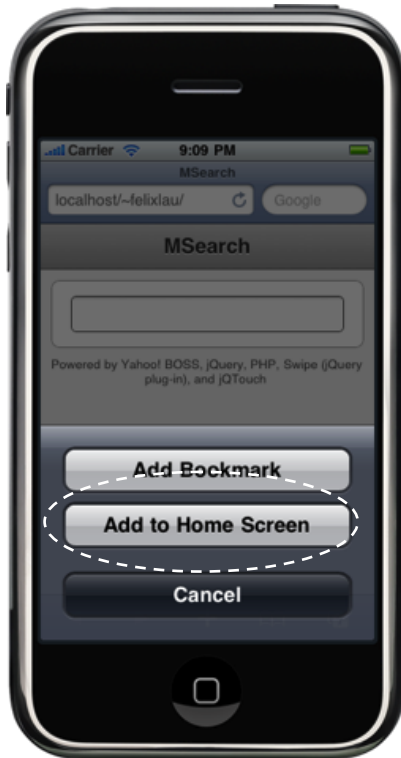 Carrier 9:09 PM
MSearch
localhost/~felixlau/ Google
MSearch
Powered by Yahoo! BOSS, jQuery, PHP, Swipe (jQuery
plug-in), and jQTouch
Add Bookmark
Add to Home Screen
Cancel